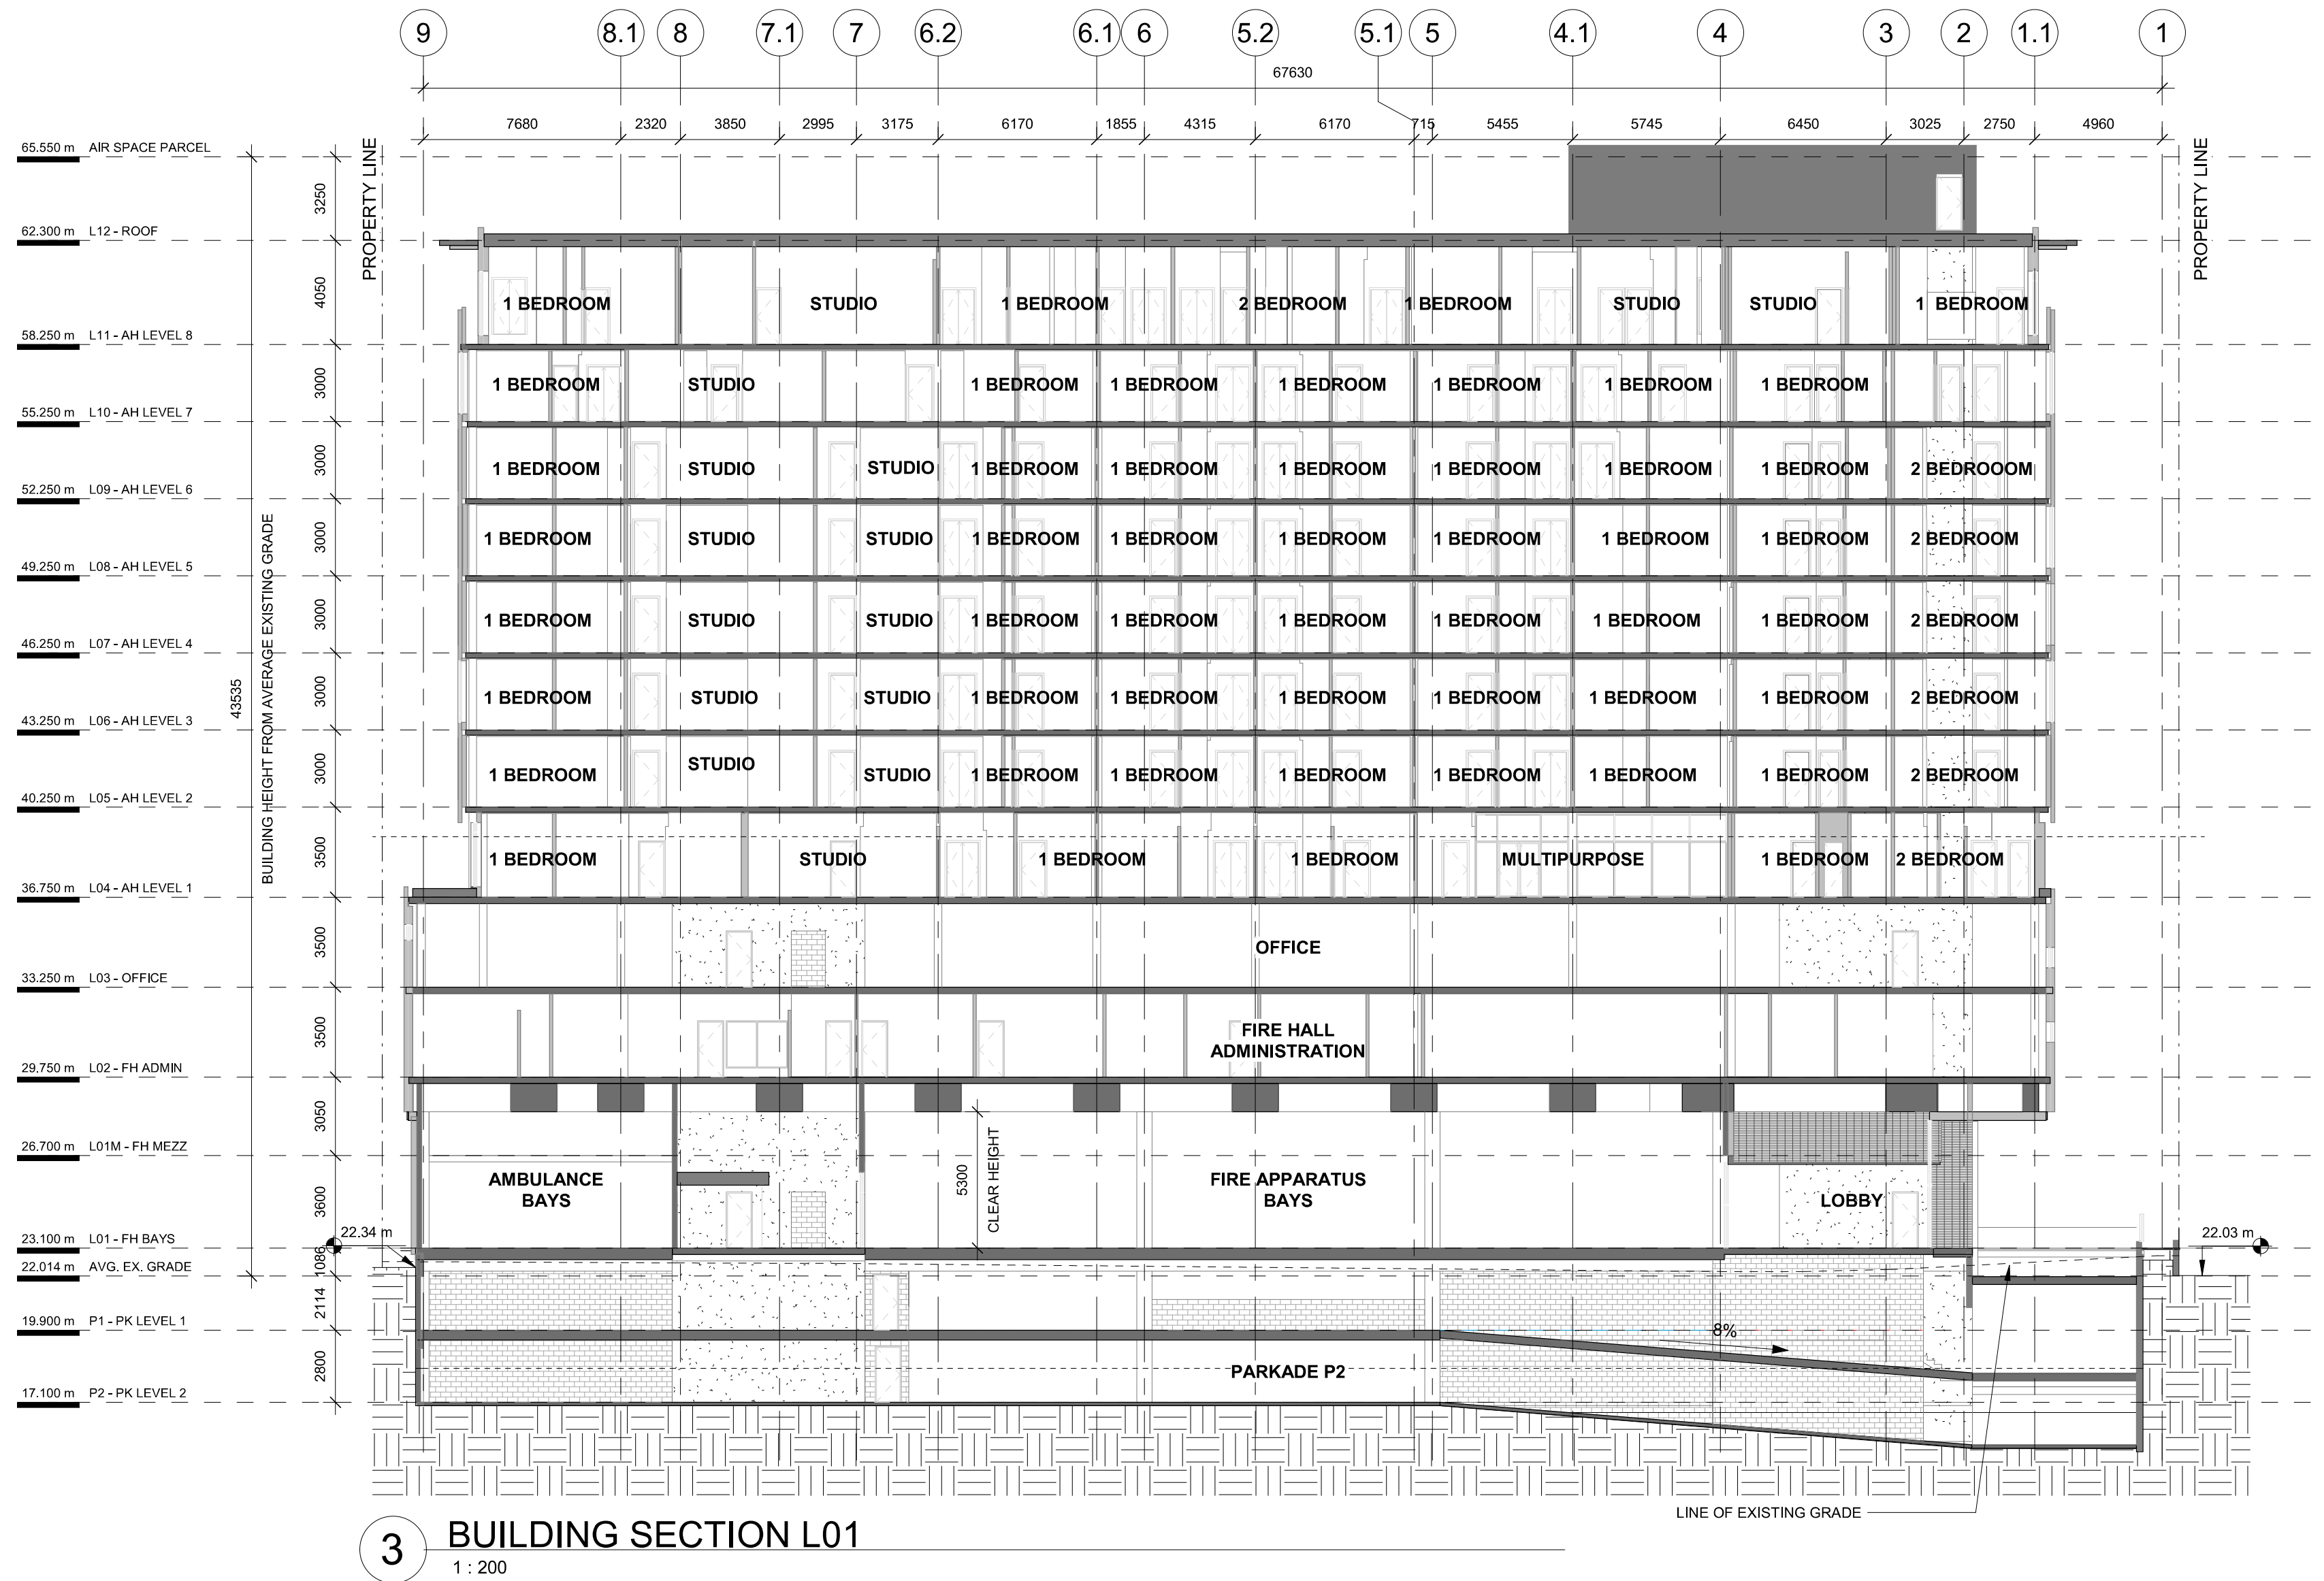 9 8.1 8 7.1 7 6.2 6.1 6 5.2 5.1 5 4.1 4 3 2 1.1 1
67630
7680 2320 3850 2995 3175 6170 1855 4315 6170 715 5455 5745 6450 3025 2750 4960
PROPERTY LINE
PROPERTY LINE
65.550 m AIR SPACE PARCEL
3250
62.300 m L12 - ROOF
4050
1 BEDROOM STUDIO 1 BEDROOM 2 BEDROOM 1 BEDROOM STUDIO STUDIO 1 BEDROOM
58.250 m L11 - AH LEVEL 8
3000
1 BEDROOM STUDIO 1 BEDROOM 1 BEDROOM 1 BEDROOM 1 BEDROOM 1 BEDROOM 1 BEDROOM
55.250 m L10 - AH LEVEL 7
3000
1 BEDROOM STUDIO STUDIO 1 BEDROOM 1 BEDROOM 1 BEDROOM 1 BEDROOM 1 BEDROOM 1 BEDROOM 2 BEDROOOM
52.250 m L09 - AH LEVEL 6
3000
1 BEDROOM STUDIO STUDIO 1 BEDROOM 1 BEDROOM 1 BEDROOM 1 BEDROOM 1 BEDROOM 1 BEDROOM 2 BEDROOM
49.250 m L08 - AH LEVEL 5
3000
1 BEDROOM STUDIO STUDIO 1 BEDROOM 1 BEDROOM 1 BEDROOM 1 BEDROOM 1 BEDROOM 1 BEDROOM 2 BEDROOM
46.250 m L07 - AH LEVEL 4
3000
1 BEDROOM STUDIO STUDIO 1 BEDROOM 1 BEDROOM 1 BEDROOM 1 BEDROOM 1 BEDROOM 1 BEDROOM 2 BEDROOM
43.250 m L06 - AH LEVEL 3
3000
1 BEDROOM STUDIO STUDIO 1 BEDROOM 1 BEDROOM 1 BEDROOM 1 BEDROOM 1 BEDROOM 1 BEDROOM 2 BEDROOM
40.250 m L05 - AH LEVEL 2
43535
BUILDING HEIGHT FROM AVERAGE EXISTING GRADE
3500
1 BEDROOM STUDIO 1 BEDROOM 1 BEDROOM MULTIPURPOSE 1 BEDROOM 2 BEDROOM
36.750 m L04 - AH LEVEL 1
3500
OFFICE
33.250 m L03 - OFFICE
3500
FIRE HALL
ADMINISTRATION
29.750 m L02 - FH ADMIN
3050
26.700 m L01M - FH MEZZ
3600
AMBULANCE
BAYS
5300
CLEAR HEIGHT
FIRE APPARATUS
BAYS
LOBBY
22.34 m
22.03 m
23.100 m L01 - FH BAYS
1086
22.014 m AVG. EX. GRADE
2114
19.900 m P1 - PK LEVEL 1
8%
2800
PARKADE P2
17.100 m P2 - PK LEVEL 2
LINE OF EXISTING GRADE
3 BUILDING SECTION L01
1 : 200